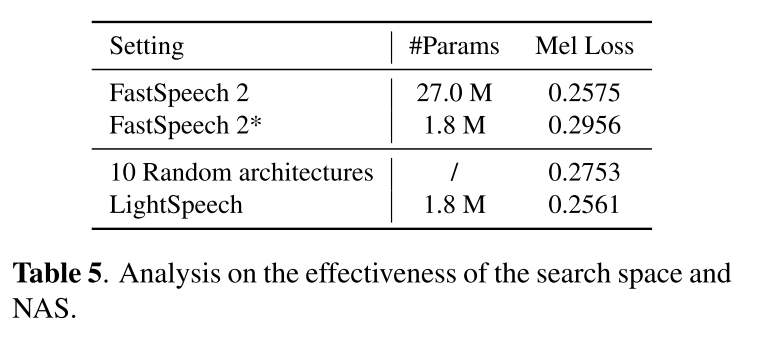 Setting #Params Mel Loss
FastSpeech 2 27.0 M 0.2575
FastSpeech 2* 1.8 M 0.2956
10 Random architectures / 0.2753
LightSpeech 1.8 M 0.2561
Table 5. Analysis on the effectiveness of the search space and
NAS.